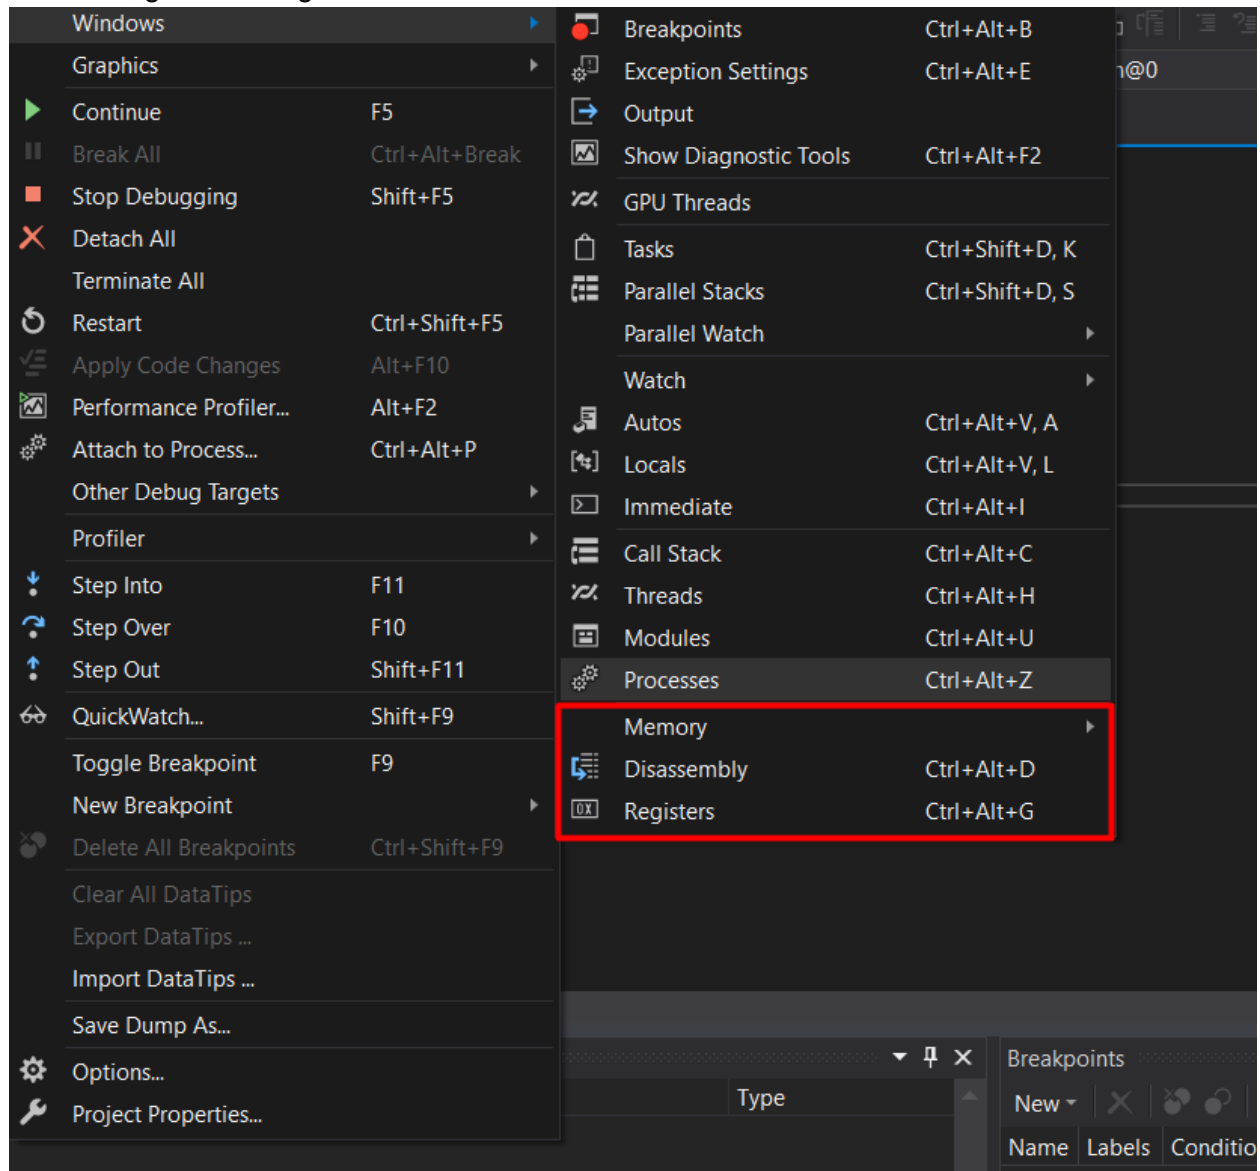 Windows
Graphics
Continue F5
Break All Ctrl+Alt+Break
Stop Debugging Shift+F5
Detach All
Terminate All
Restart Ctrl+Shift+F5
Apply Code Changes Alt+F10
Performance Profiler... Alt+F2
Attach to Process... Ctrl+Alt+P
Other Debug Targets
Profiler
Step Into F11
Step Over F10
Step Out Shift+F11
QuickWatch... Shift+F9
Toggle Breakpoint F9
New Breakpoint
Delete All Breakpoints Ctrl+Shift+F9
Clear All DataTips
Export DataTips ...
Import DataTips ...
Save Dump As...
Options...
Project Properties...
Breakpoints Ctrl+Alt+B
Exception Settings Ctrl+Alt+E
Output
Show Diagnostic Tools Ctrl+Alt+F2
GPU Threads
Tasks Ctrl+Shift+D, K
Parallel Stacks Ctrl+Shift+D, S
Parallel Watch
Watch
Autos Ctrl+Alt+V, A
Locals Ctrl+Alt+V, L
Immediate Ctrl+Alt+I
Call Stack Ctrl+Alt+C
Threads Ctrl+Alt+H
Modules Ctrl+Alt+U
Processes Ctrl+Alt+Z
Memory
Disassembly Ctrl+Alt+D
Registers Ctrl+Alt+G
@0
Type
Breakpoints
New
Name Labels Conditio